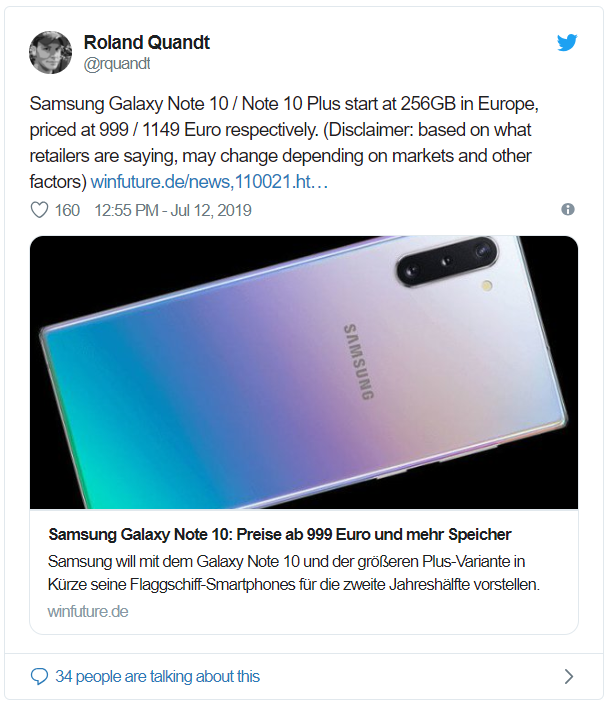 Roland Quandt
@rquandt
Samsung Galaxy Note 10 / Note 10 Plus start at 256GB in Europe,
priced at 999 / 1149 Euro respectively. (Disclaimer: based on what
retailers are saying, may change depending on markets and other
factors) winfuture.de/news,110021.ht…
160 12:55 PM - Jul 12, 2019
SAMSUNG
Samsung Galaxy Note 10: Preise ab 999 Euro und mehr Speicher
Samsung will mit dem Galaxy Note 10 und der größeren Plus-Variante in
Kürze seine Flaggschiff-Smartphones für die zweite Jahreshälfte vorstellen.
winfuture.de
34 people are talking about this